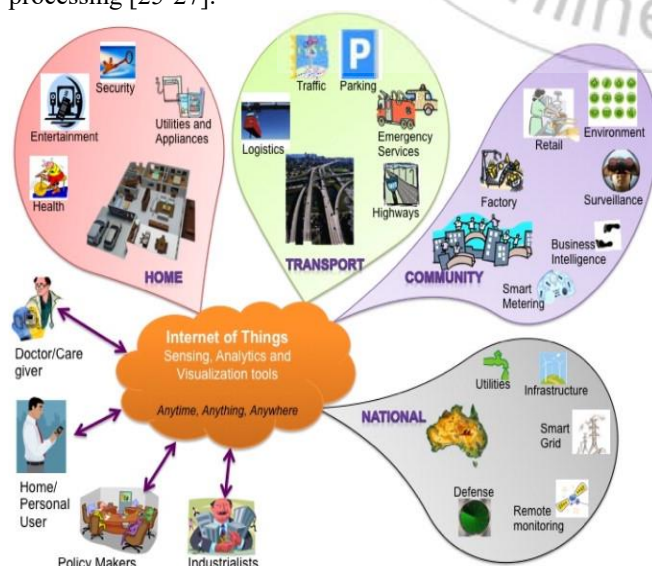 processing [25-27].
Security
Entertainment
Utilities and
Appliances
Health
HOME
Traffic
Parking
P
Logistics
Emergency
Services
Highways
TRANSPORT
Retail
Environment
Factory
Surveillance
Business
Intelligence
Smart
Metering
COMMUNITY
Internet of Things
Sensing, Analytics and
Visualization tools
Anytime, Anything, Anywhere
Doctor/Care
giver
Home/
Personal
User
Policy Makers
Industrialists
NATIONAL
Utilities
Infrastructure
Smart
Grid
Defense
Remote
monitoring